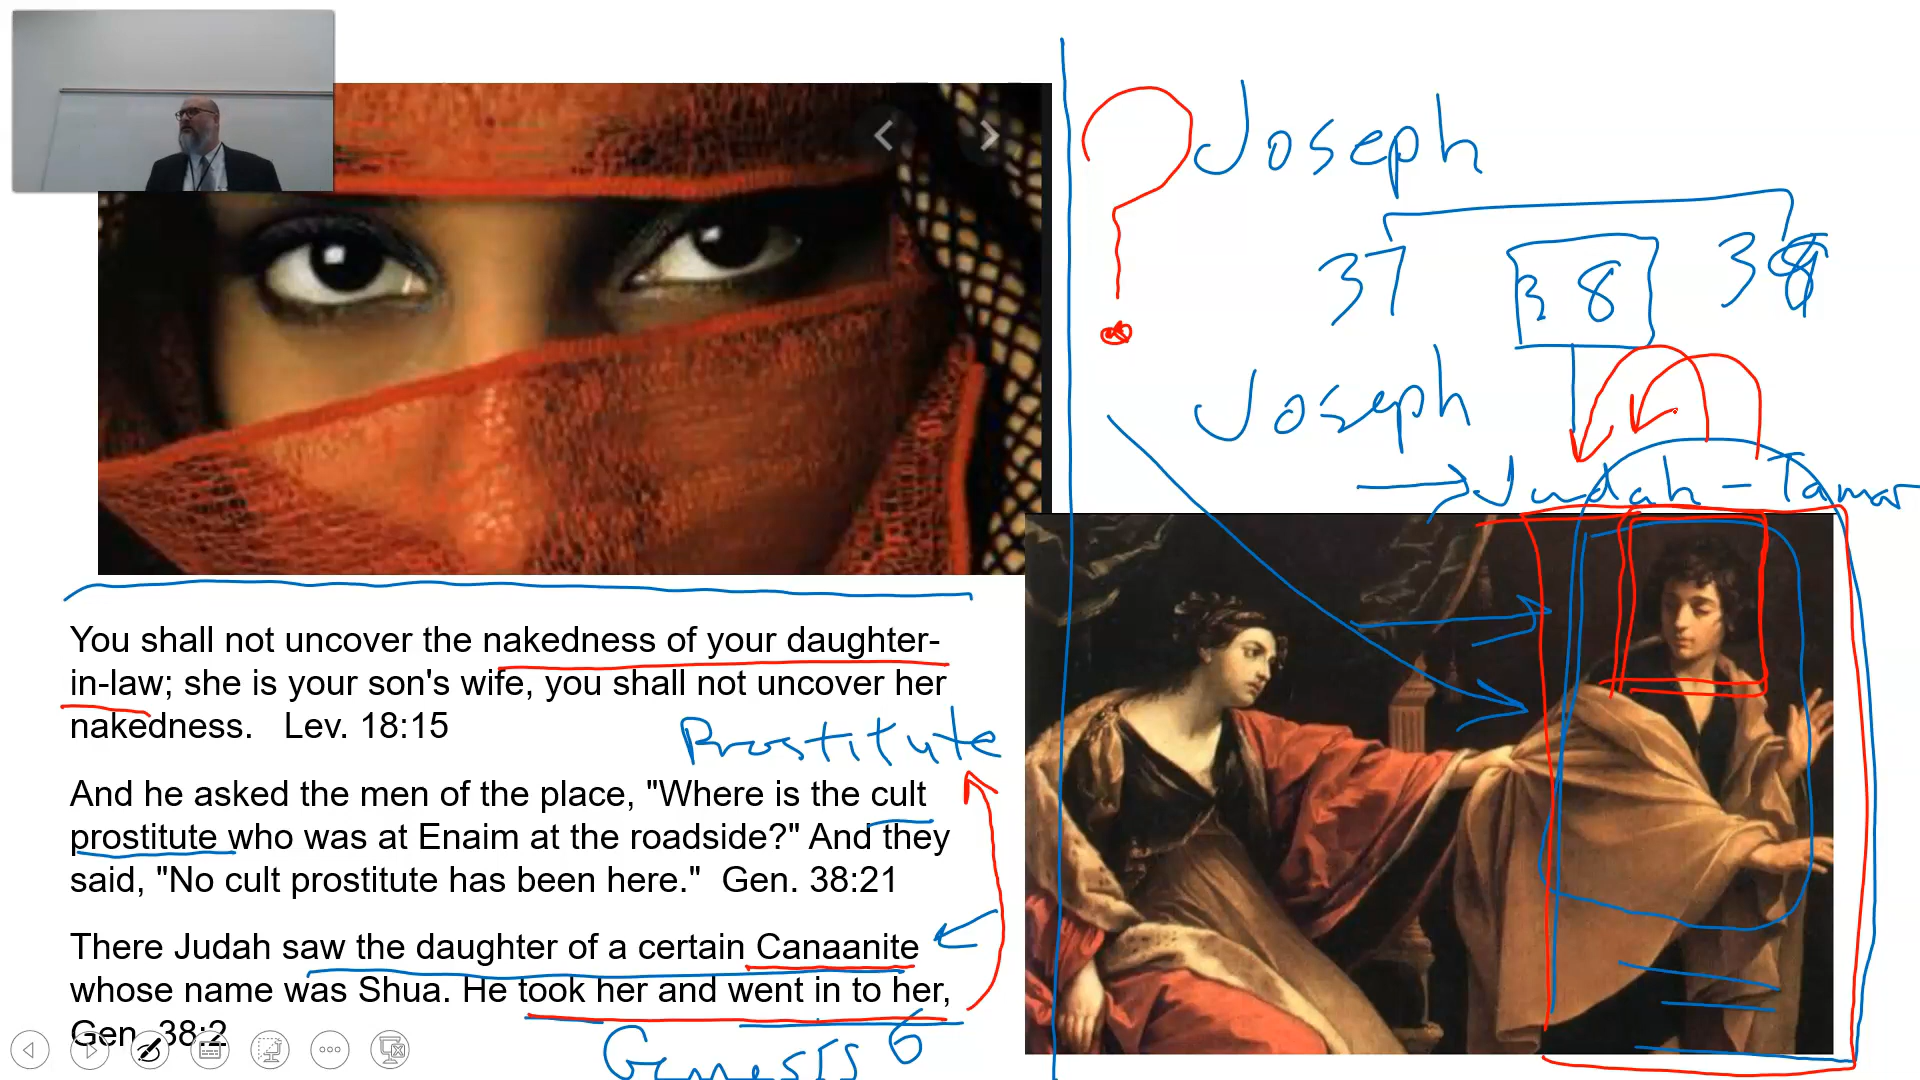 Joseph
37 38 39
Joseph
Judah - Tamar
You shall not uncover the nakedness of your daughter-
in-law; she is your son's wife, you shall not uncover her
nakedness. Lev. 18:15
Prostitute
And he asked the men of the place, "Where is the cult
prostitute who was at Enaim at the roadside?" And they
said, "No cult prostitute has been here." Gen. 38:21
There Judah saw the daughter of a certain Canaanite
whose name was Shua. He took her and went in to her,
Gen. 38:2
Genesis 6